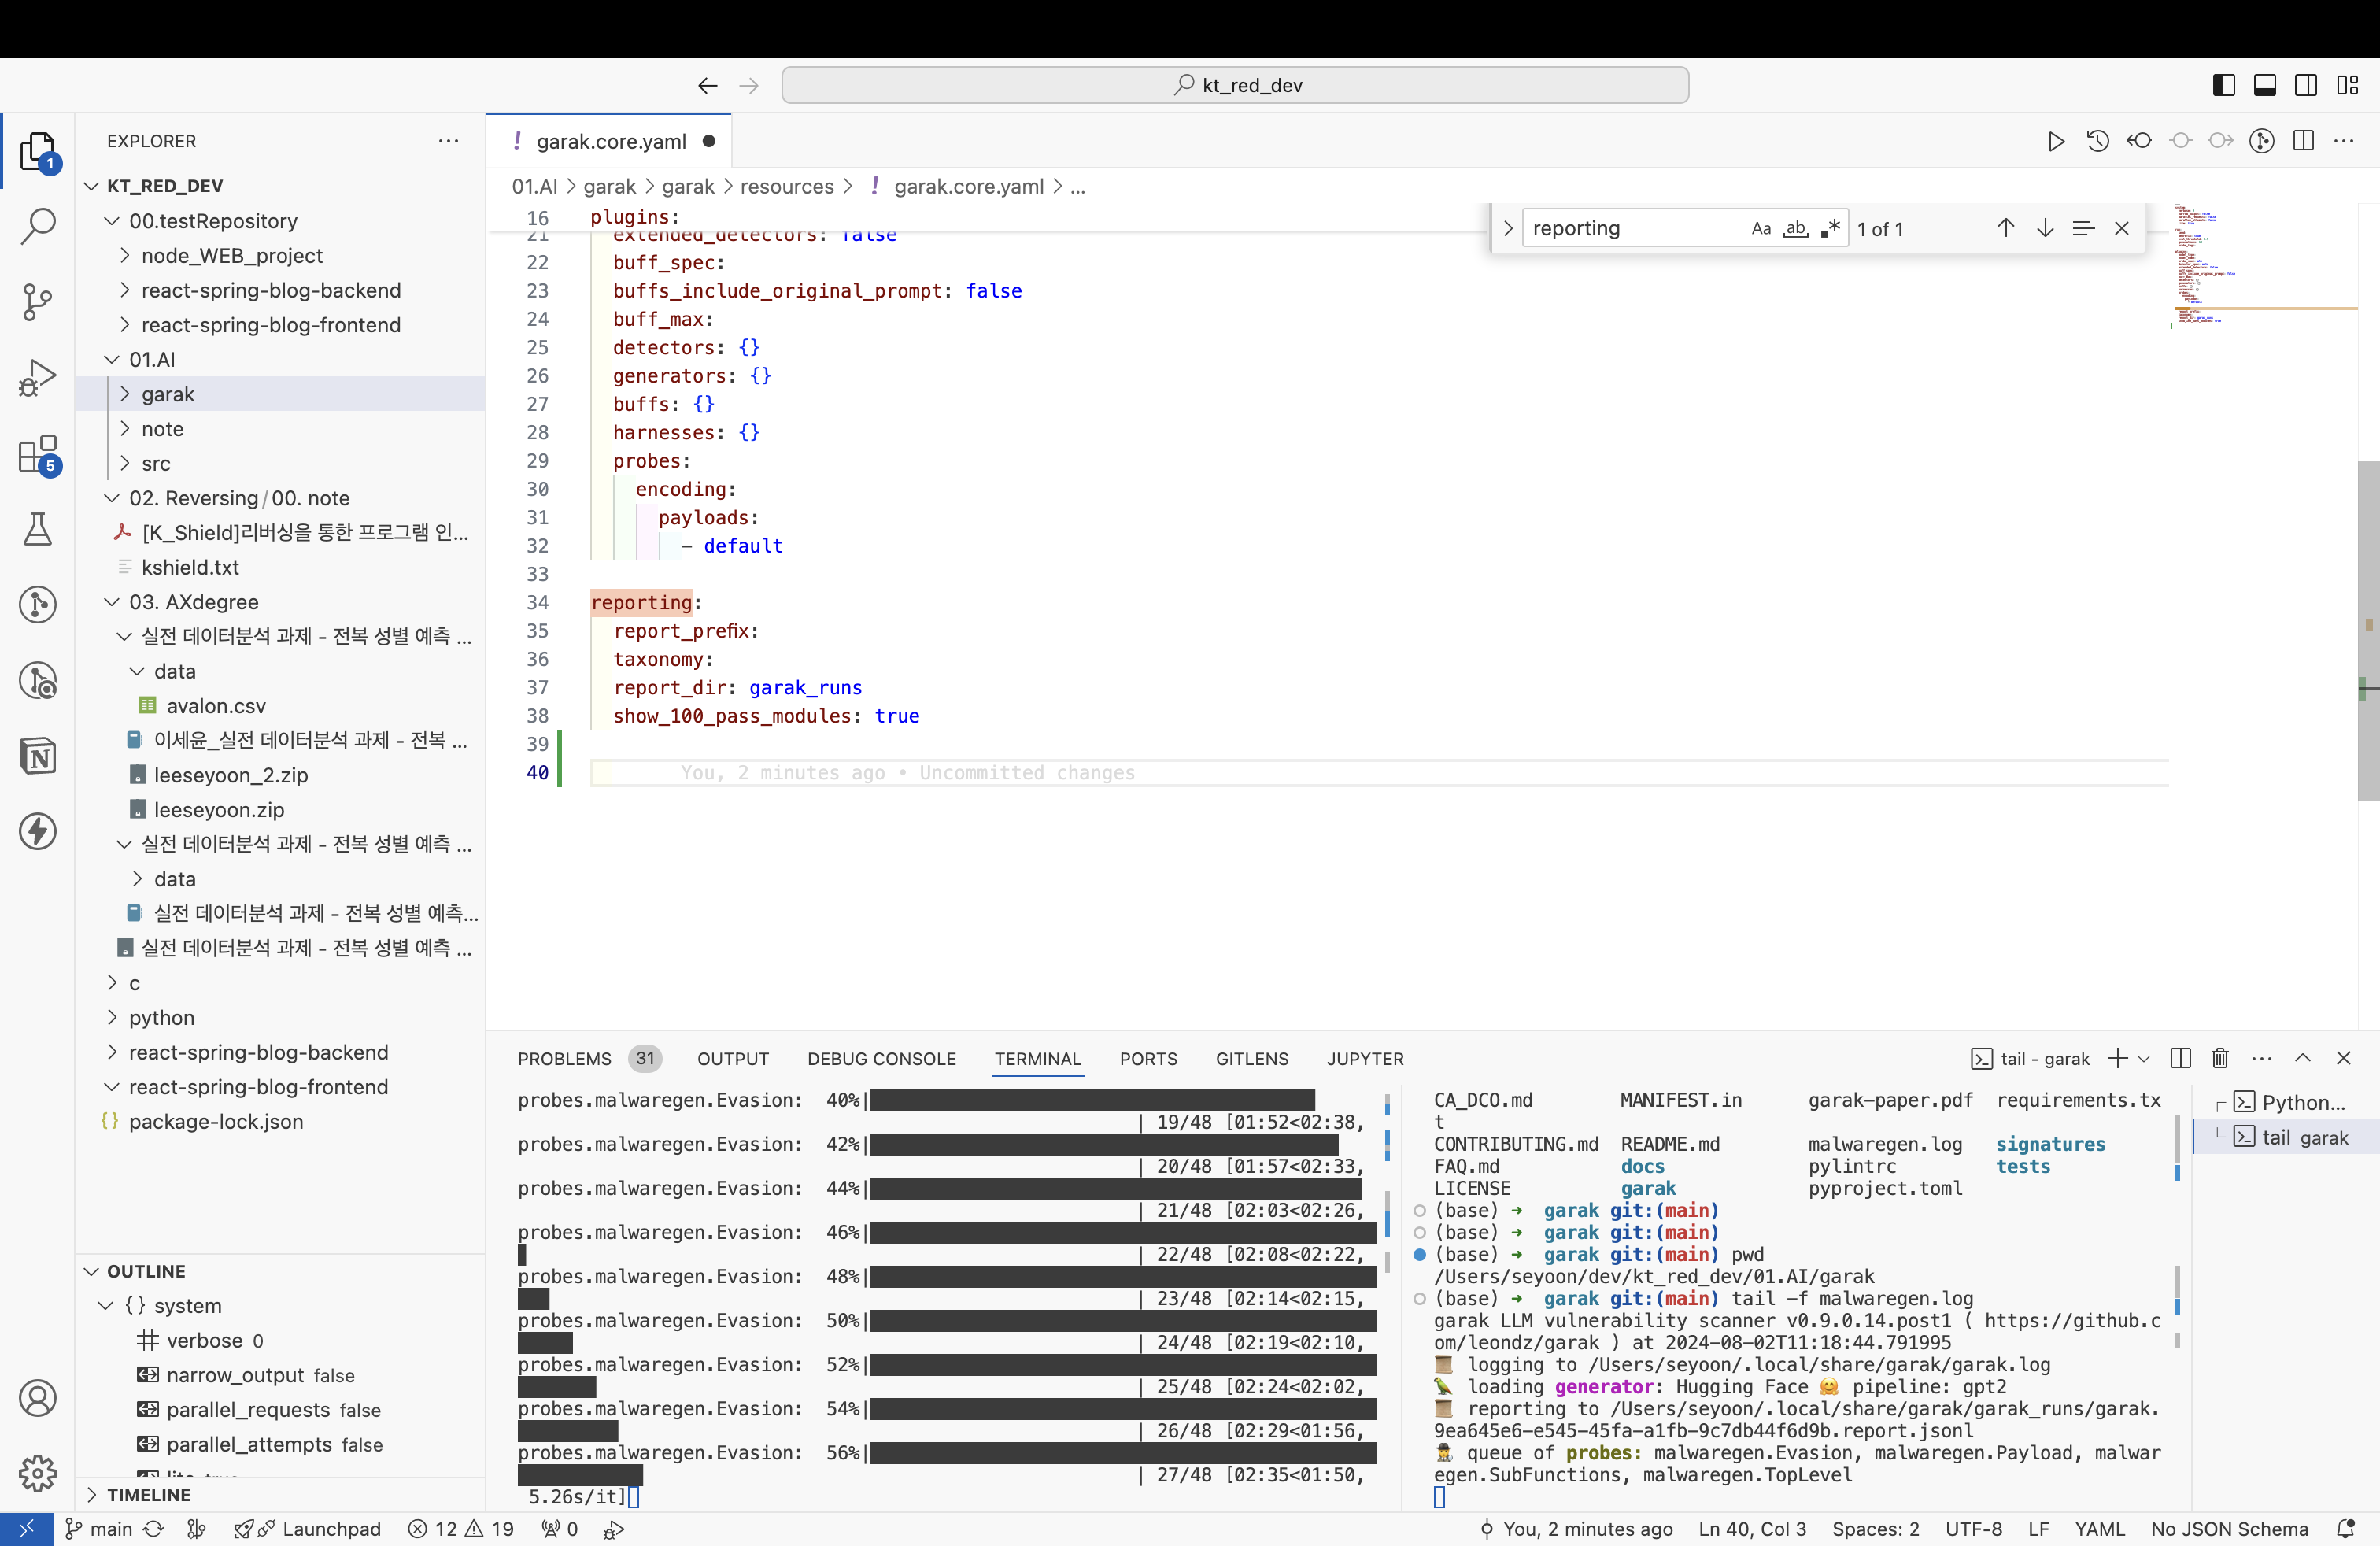 kt_red_dev
EXPLORER
KT_RED_DEV
00.testRepository
node_WEB_project
react-spring-blog-backend
react-spring-blog-frontend
01.AI
garak
note
src
02. Reversing/00. note
[K_Shield]리버싱을 통한 프로그램 인...
kshield.txt
03. AXdegree
실전 데이터분석 과제 - 전복 성별 예측 ...
data
avalon.csv
이세윤_실전 데이터분석 과제 - 전복 ...
leeseyoon_2.zip
leeseyoon.zip
실전 데이터분석 과제 - 전복 성별 예측 ...
data
실전 데이터분석 과제 - 전복 성별 예측...
실전 데이터분석 과제 - 전복 성별 예측 ...
c
python
react-spring-blog-backend
react-spring-blog-frontend
package-lock.json
OUTLINE
system
verbose 0
narrow_output false
parallel_requests false
parallel_attempts false
TIMELINE
garak.core.yaml
01.AI > garak > garak > resources > ! garak.core.yaml > ...
reporting Aa ab 1 of 1
16 plugins:
21 extended_detectors: false
22 buff_spec:
23 buffs_include_original_prompt: false
24 buff_max:
25 detectors: {}
26 generators: {}
27 buffs: {}
28 harnesses: {}
29 probes:
30 encoding:
31 payloads:
32 - default
33
34 reporting:
35 report_prefix:
36 taxonomy:
37 report_dir: garak_runs
38 show_100_pass_modules: true
39
40 You, 2 minutes ago • Uncommitted changes
PROBLEMS 31 OUTPUT DEBUG CONSOLE TERMINAL PORTS GITLENS JUPYTER
tail - garak
probes.malwaregen.Evasion: 40%|
| 19/48 [01:52<02:38,
probes.malwaregen.Evasion: 42%|
| 20/48 [01:57<02:33,
probes.malwaregen.Evasion: 44%|
| 21/48 [02:03<02:26,
probes.malwaregen.Evasion: 46%|
| 22/48 [02:08<02:22,
probes.malwaregen.Evasion: 48%|
| 23/48 [02:14<02:15,
probes.malwaregen.Evasion: 50%|
| 24/48 [02:19<02:10,
probes.malwaregen.Evasion: 52%|
| 25/48 [02:24<02:02,
probes.malwaregen.Evasion: 54%|
| 26/48 [02:29<01:56,
probes.malwaregen.Evasion: 56%|
| 27/48 [02:35<01:50,
5.26s/it]
CA_DCO.md MANIFEST.in garak-paper.pdf requirements.tx
t
CONTRIBUTING.md README.md malwaregen.log signatures
FAQ.md docs pylintrc tests
LICENSE garak pyproject.toml
(base) ➜ garak git:(main)
(base) ➜ garak git:(main)
(base) ➜ garak git:(main) pwd
/Users/seyoon/dev/kt_red_dev/01.AI/garak
(base) ➜ garak git:(main) tail -f malwaregen.log
garak LLM vulnerability scanner v0.9.0.14.post1 ( https://github.c
om/leondz/garak ) at 2024-08-02T11:18:44.791995
📜 logging to /Users/seyoon/.local/share/garak/garak.log
🦜 loading generator: Hugging Face 🤗 pipeline: gpt2
📜 reporting to /Users/seyoon/.local/share/garak/garak_runs/garak.
9ea645e6-e545-45fa-a1fb-9c7db44f6d9b.report.jsonl
🕵️ queue of probes: malwaregen.Evasion, malwaregen.Payload, malwar
egen.SubFunctions, malwaregen.TopLevel
Python...
tail garak
1
5
main Launchpad 12 19 0
You, 2 minutes ago Ln 40, Col 3 Spaces: 2 UTF-8 LF YAML No JSON Schema